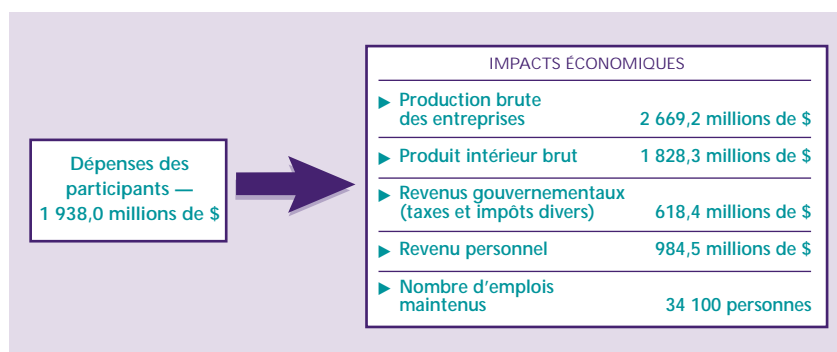 Dépenses des
participants —
1 938,0 millions de $
IMPACTS ÉCONOMIQUES
Production brute
des entreprises 2 669,2 millions de $
Produit intérieur brut 1 828,3 millions de $
Revenus gouvernementaux
(taxes et impôts divers) 618,4 millions de $
Revenu personnel 984,5 millions de $
Nombre d'emplois
maintenus 34 100 personnes